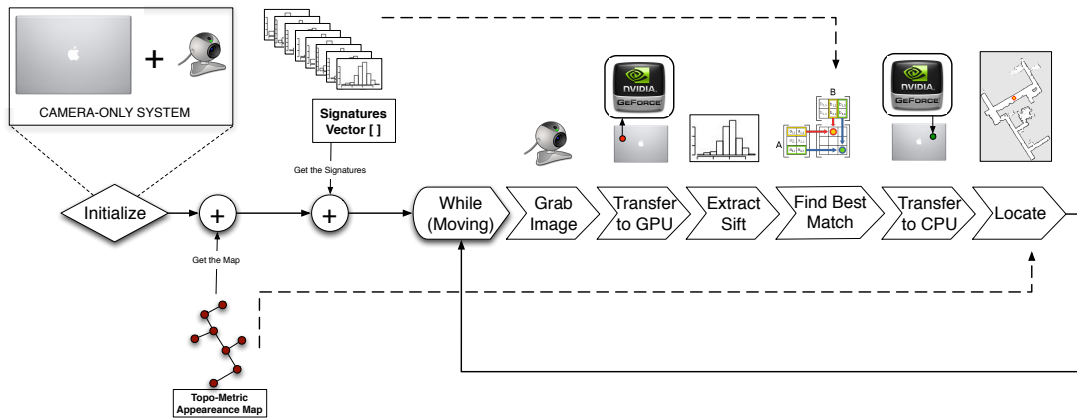 CAMERA-ONLY SYSTEM
+
Signatures
Vector [ ]
Get the Signatures
NVIDIA.
GEFORCE
B
A
NVIDIA.
GEFORCE
Initialize
+
+
While
(Moving)
Grab
Image
Transfer
to GPU
Extract
Sift
Find Best
Match
Transfer
to CPU
Locate
Get the Map
Topo-Metric
Appeareance Map